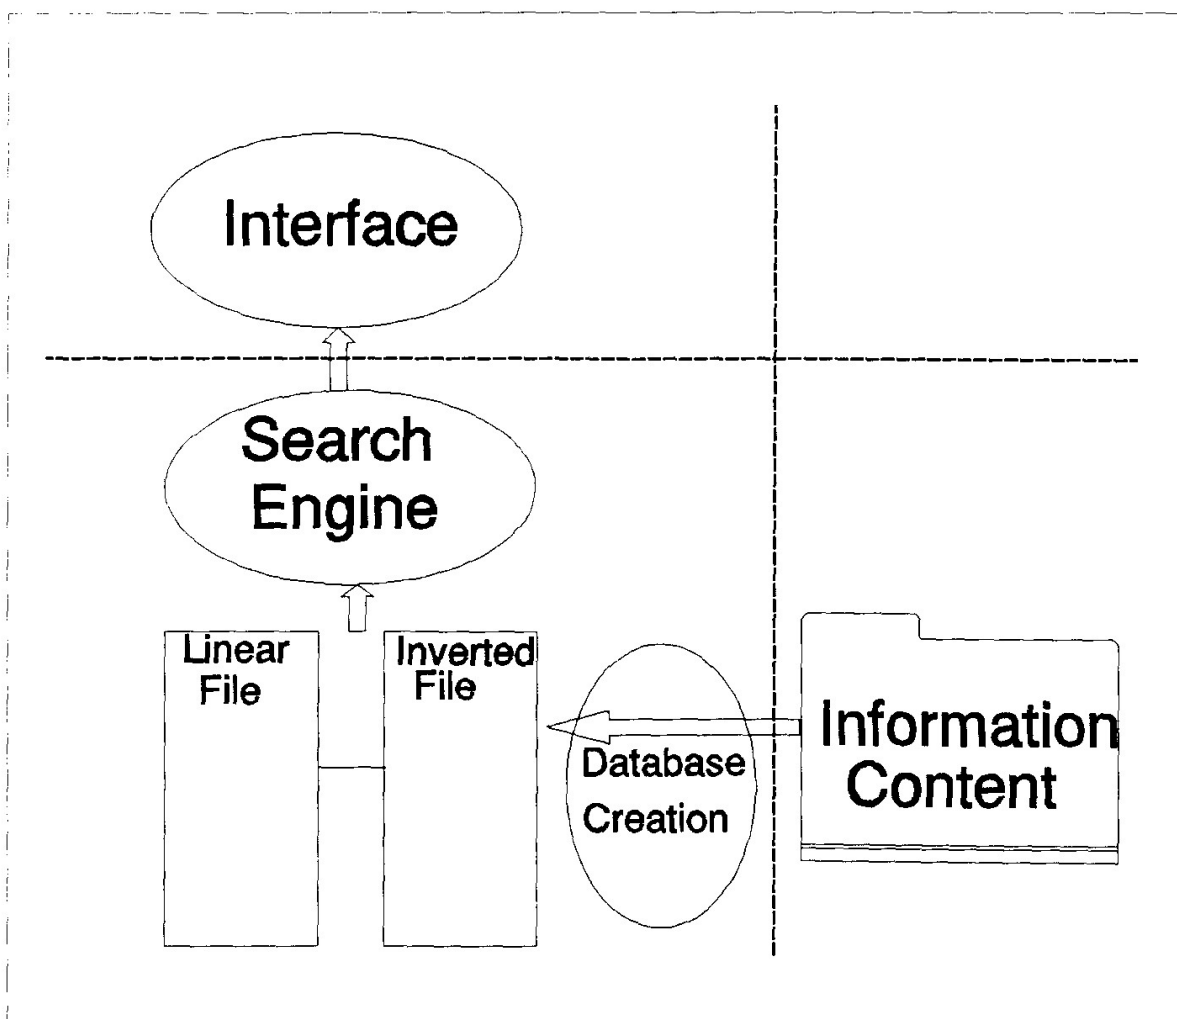 Interface
Search
Engine
Linear
File
Inverted
File
Database
Creation
Information
Content